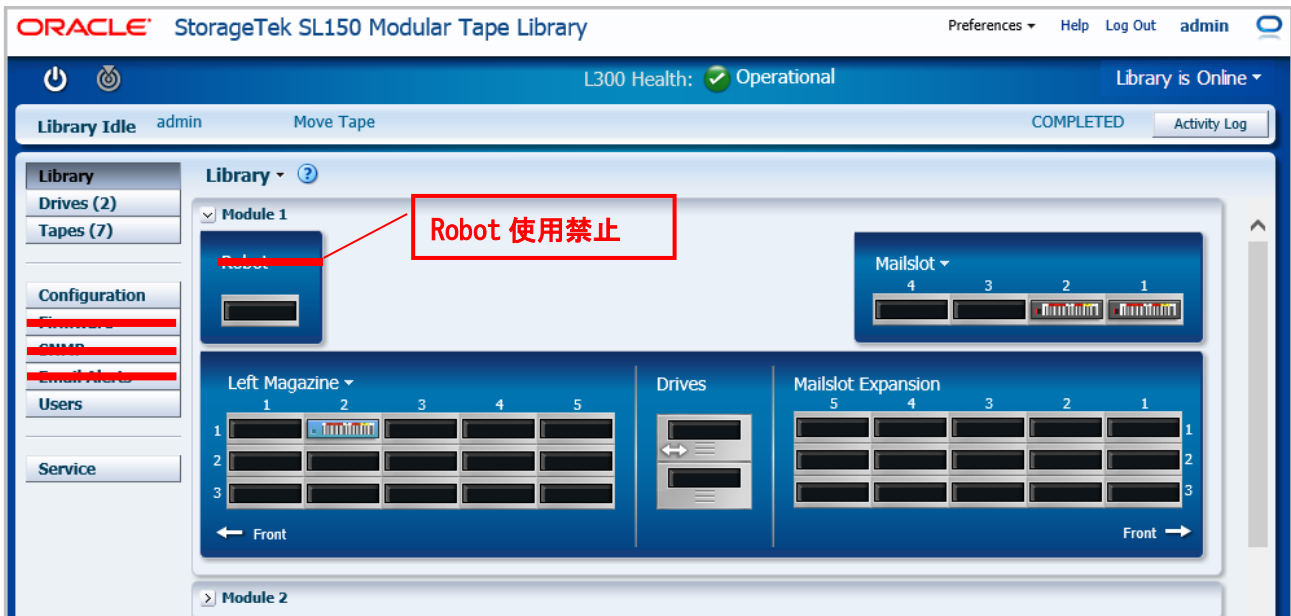 ORACLE StorageTek SL150 Modular Tape Library Preferences Help Log Out admin
L300 Health: Operational Library is Online
Library Idle admin Move Tape COMPLETED Activity Log
Library
Drives (2)
Tapes (7)
Configuration
Users
Service
Library
Module 1
Robot 使用禁止
Robot
Mailslot
4 3 2 1
Left Magazine
1 2 3 4 5
1
2
3
Front
Drives
Mailslot Expansion
5 4 3 2 1
1
2
3
Front
Module 2